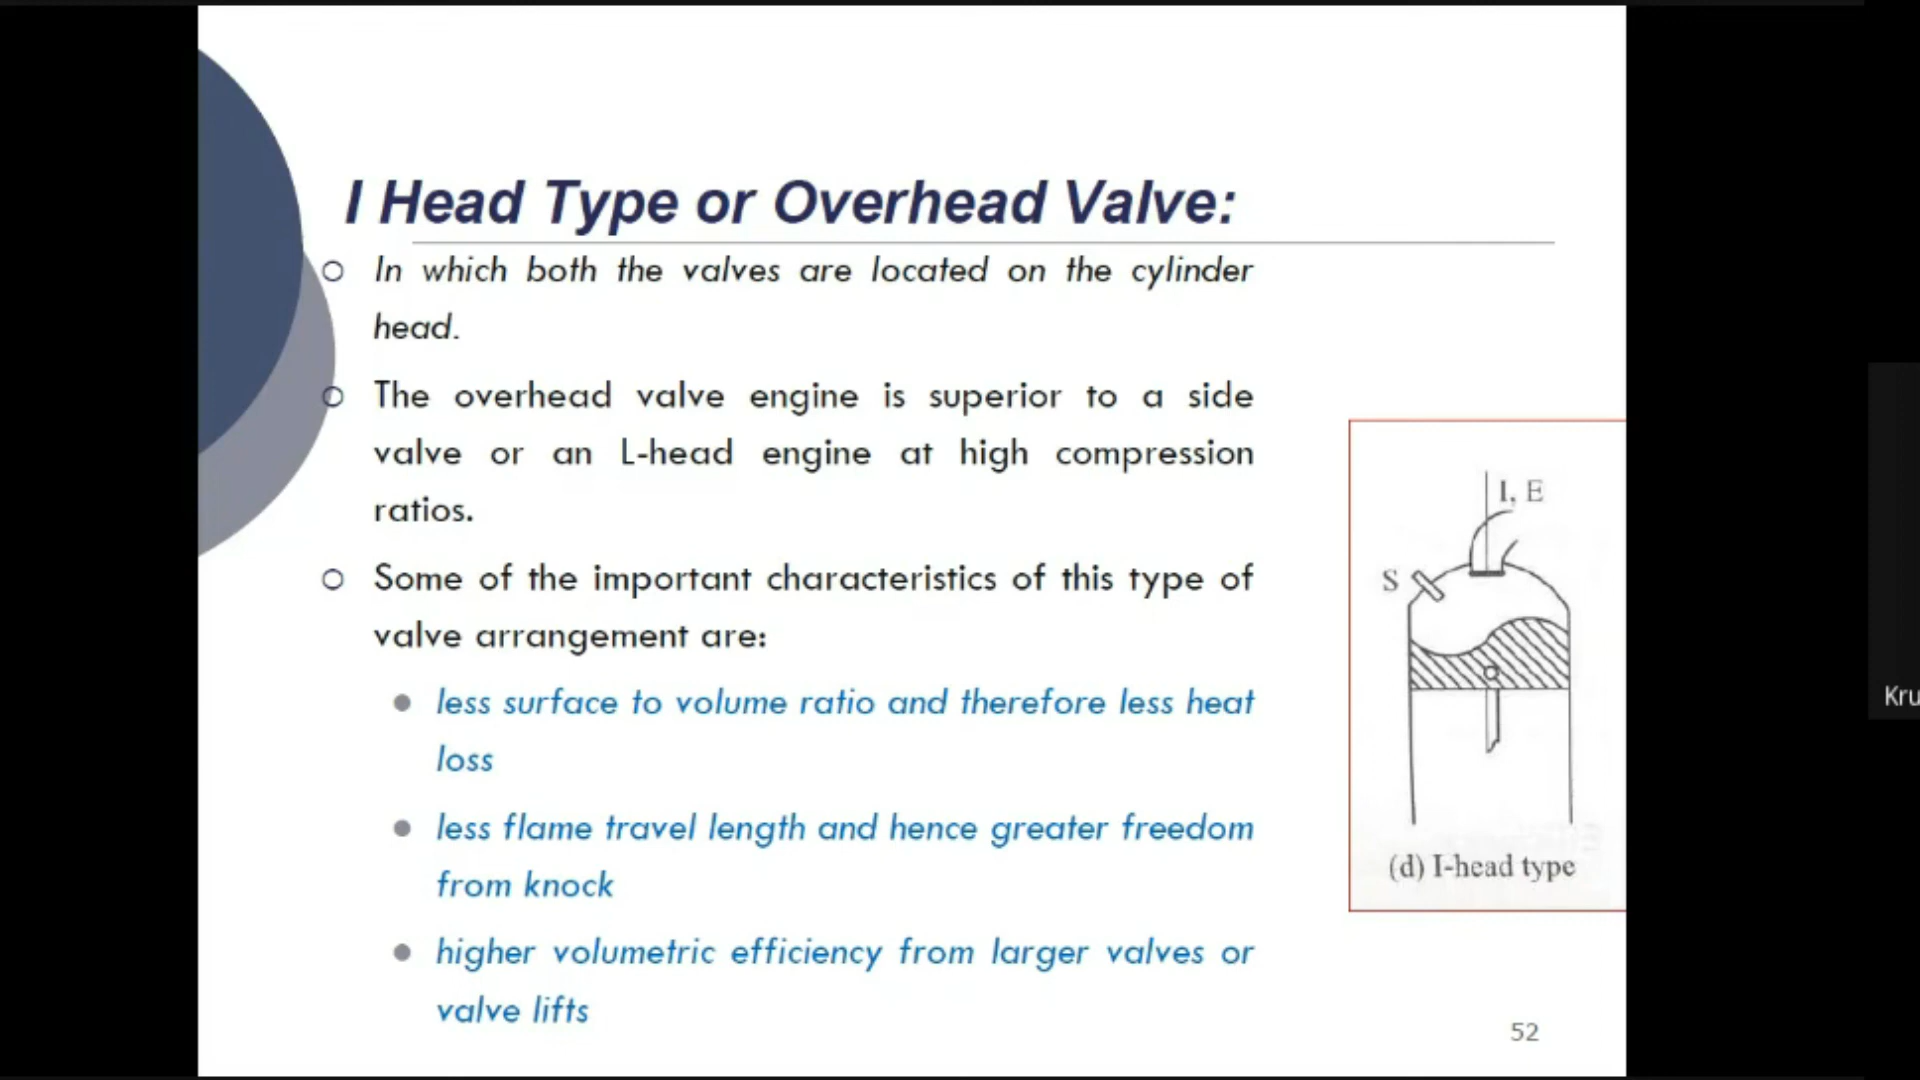 I Head Type or Overhead Valve:
In which both the valves are located on the cylinder
head.
The overhead valve engine is superior to a side
valve or an L-head engine at high compression
ratios.
Some of the important characteristics of this type of
valve arrangement are:
less surface to volume ratio and therefore less heat
loss
less flame travel length and hence greater freedom
from knock
higher volumetric efficiency from larger valves or
valve lifts
I, E
S
(d) I-head type
52
Kru